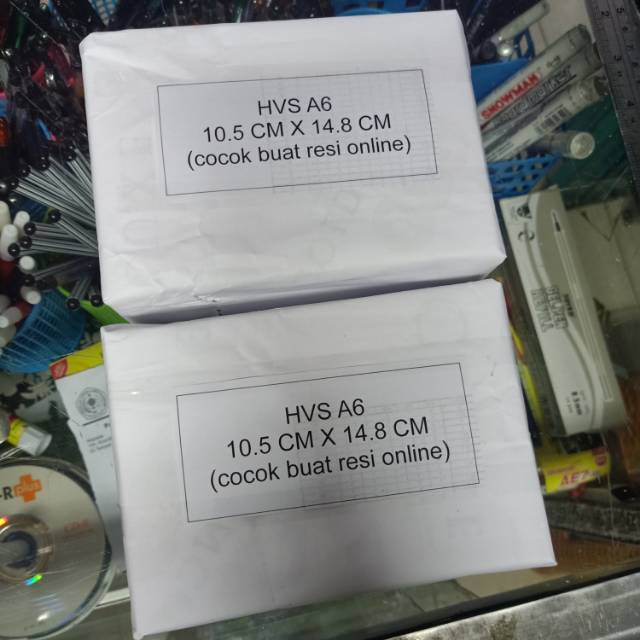 HVS A6
10.5 CM X 14.8 CM
(cocok buat resi online)
SNOWMAN
HVS A6
10.5 CM X 14.8 CM
(cocok buat resi online)